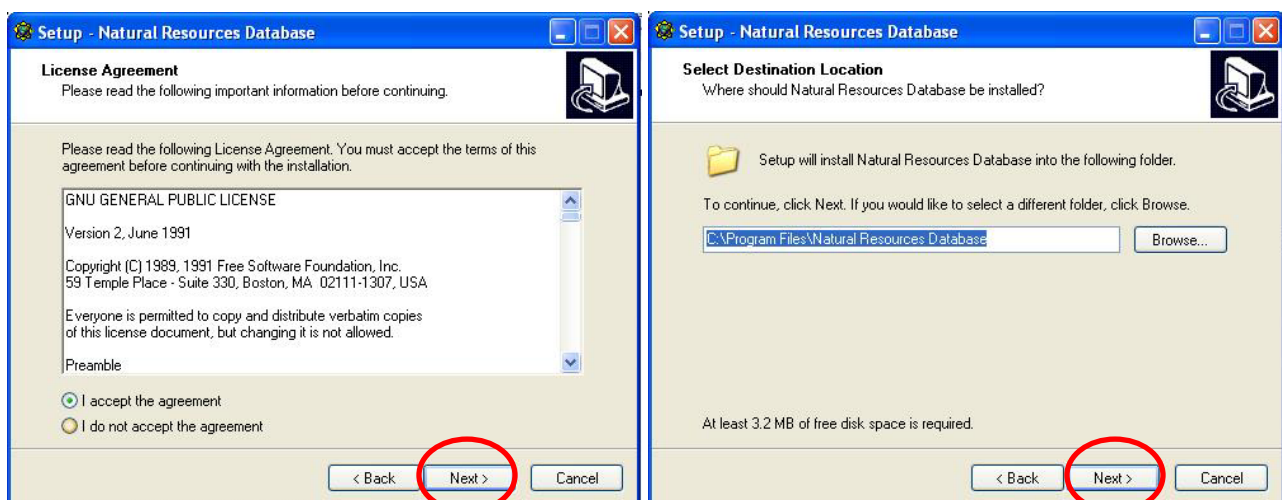 Setup - Natural Resources Database
License Agreement
Please read the following important information before continuing.
Please read the following License Agreement. You must accept the terms of this
agreement before continuing with the installation.
GNU GENERAL PUBLIC LICENSE
Version 2, June 1991
Copyright (C) 1989, 1991 Free Software Foundation, Inc.
59 Temple Place - Suite 330, Boston, MA  02111-1307, USA
Everyone is permitted to copy and distribute verbatim copies
of this license document, but changing it is not allowed.
Preamble
I accept the agreement
I do not accept the agreement
< Back
Next >
Cancel
Setup - Natural Resources Database
Select Destination Location
Where should Natural Resources Database be installed?
Setup will install Natural Resources Database into the following folder.
To continue, click Next. If you would like to select a different folder, click Browse.
C:\Program Files\Natural Resources Database
Browse...
At least 3.2 MB of free disk space is required.
< Back
Next >
Cancel